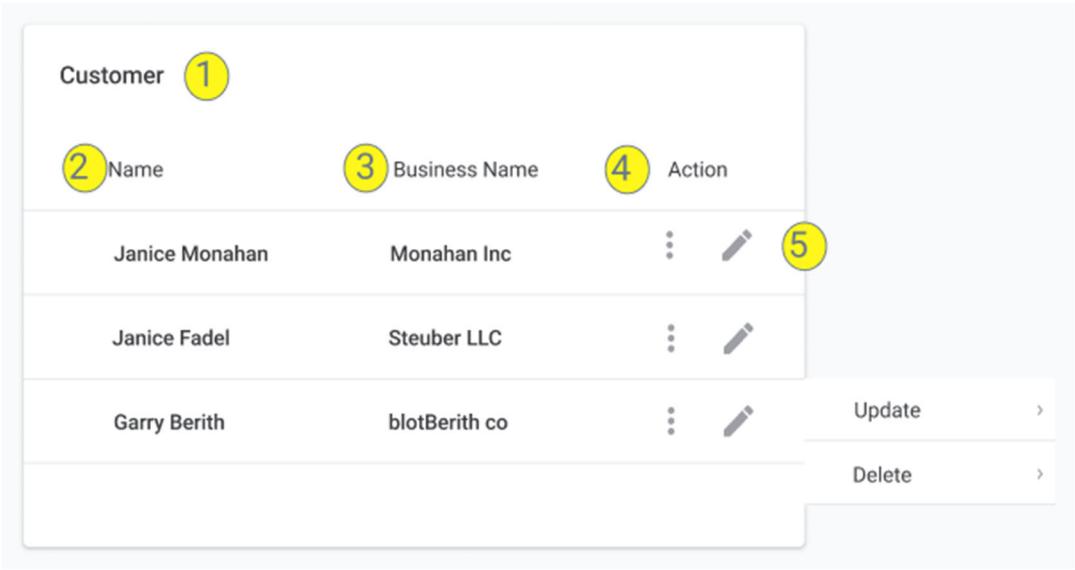 Customer 1
2 Name 3 Business Name 4 Action
Janice Monahan Monahan Inc 5
Janice Fadel Steuber LLC
Garry Berith blotBerith co
Update
Delete